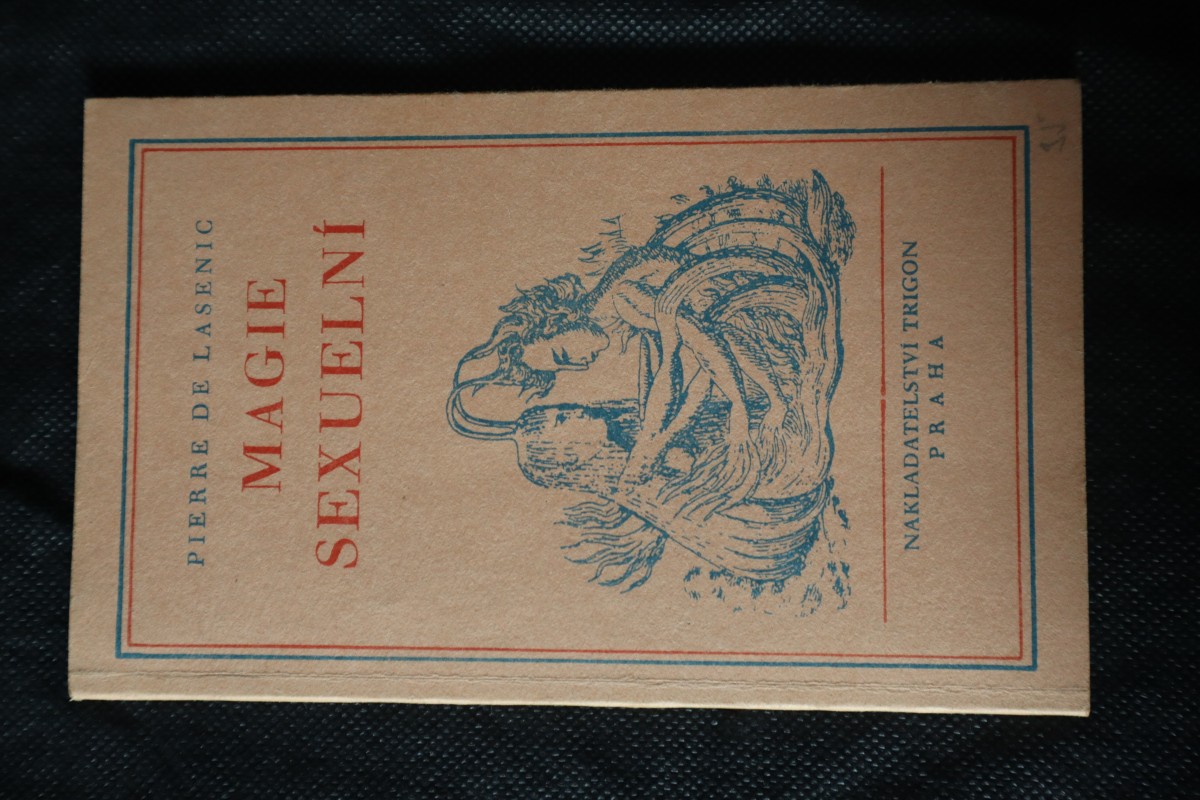 PIERRE DE LASENIC
MAGIE
SEXUELNÍ
NAKLADATELSTVÍ TRIGON
PRAHA